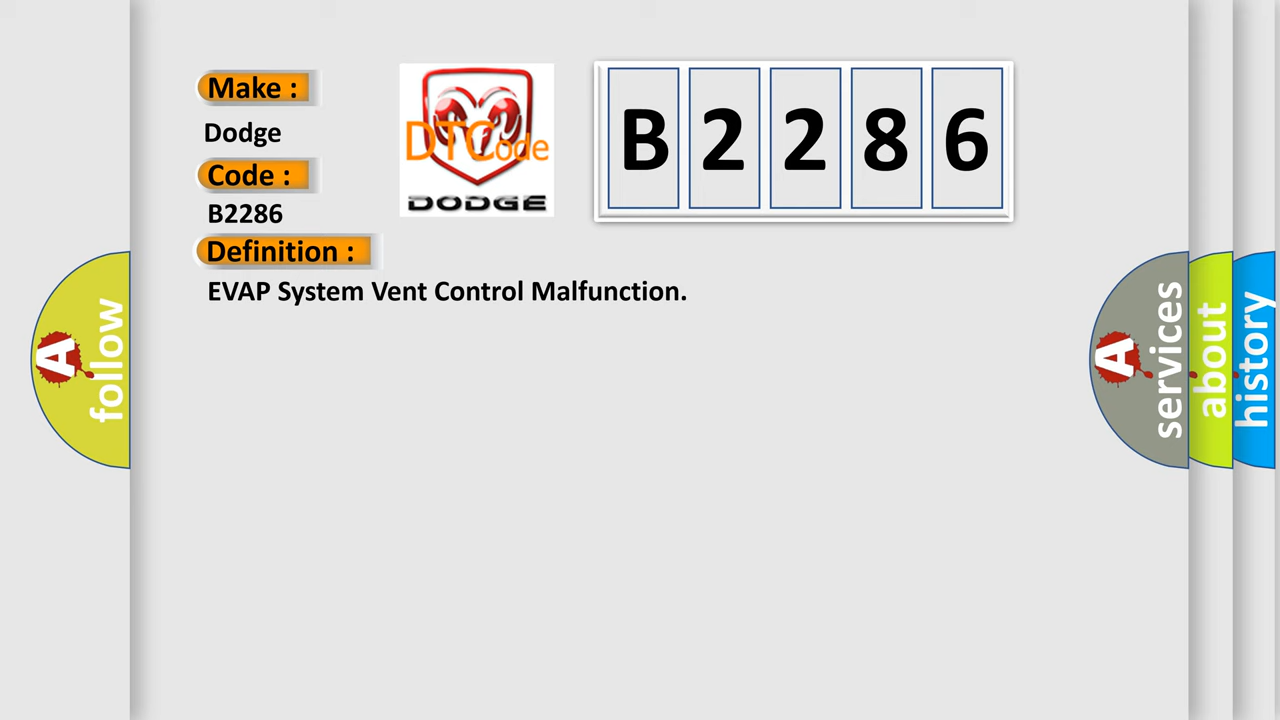 Make :
Dodge
Code :
B2286
Definition :
EVAP System Vent Control Malfunction.
DTCode
DODGE
B2286
A follow
A services
about
history